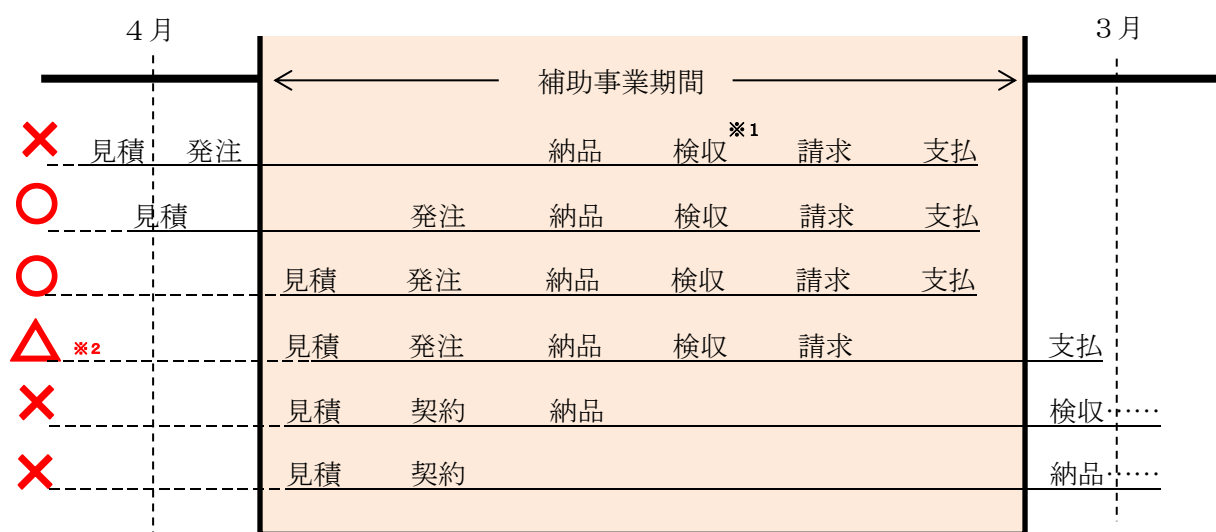 ４月 ３月
補助事業期間
※1
見積 発注 納品 検収 請求 支払
見積 発注 納品 検収 請求 支払
見積 発注 納品 検収 請求 支払
※2 見積 発注 納品 検収 請求 支払
見積 契約 納品 検収……
見積 契約 納品……